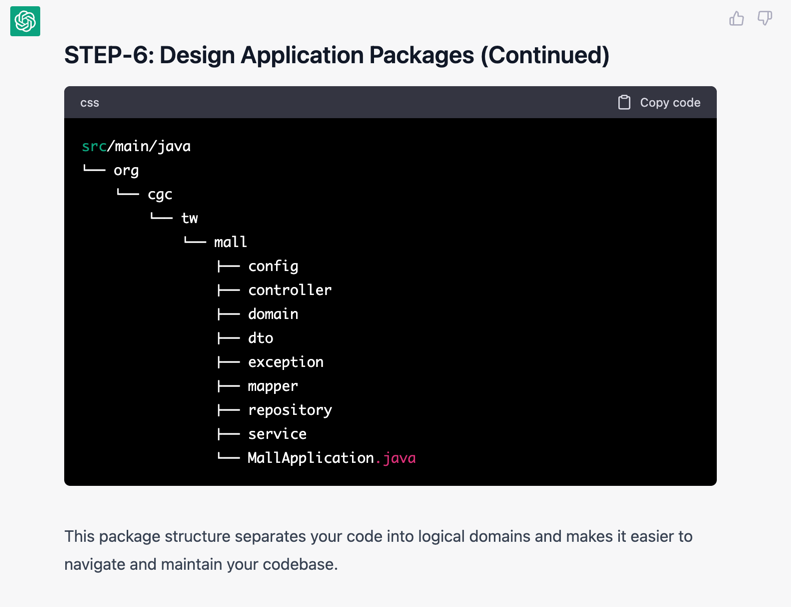 STEP-6: Design Application Packages (Continued)
css Copy code
src/main/java
└── org
    └── cgc
        └── tw
            └── mall
                ├── config
                ├── controller
                ├── domain
                ├── dto
                ├── exception
                ├── mapper
                ├── repository
                ├── service
                └── MallApplication.java
This package structure separates your code into logical domains and makes it easier to
navigate and maintain your codebase.